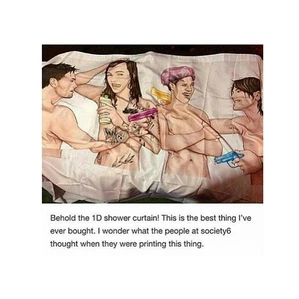 Behold the 1D shower curtain! This is the best thing I've
ever bought. I wonder what the people at society6
thought when they were printing this thing.